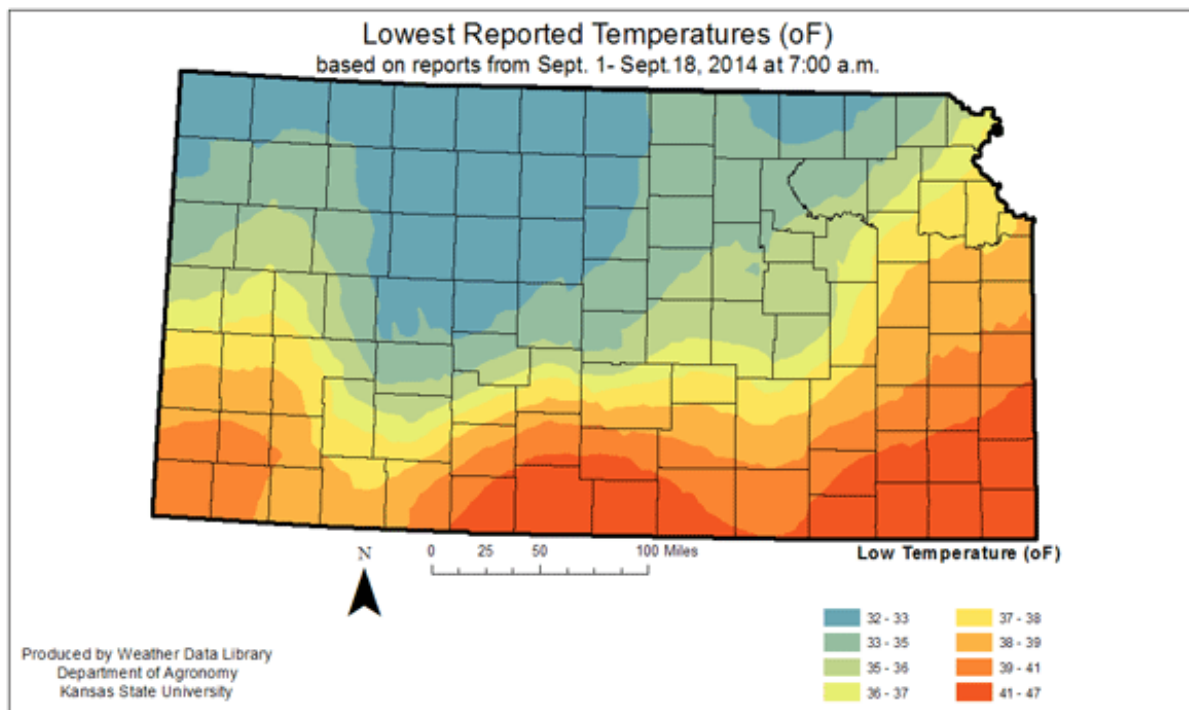 Lowest Reported Temperatures (oF)
based on reports from Sept. 1- Sept.18, 2014 at 7:00 a.m.
N
0 25 50 100 Miles
Low Temperature (oF)
32 - 33 37 - 38
33 - 35 38 - 39
35 - 36 39 - 41
36 - 37 41 - 47
Produced by Weather Data Library
Department of Agronomy
Kansas State University